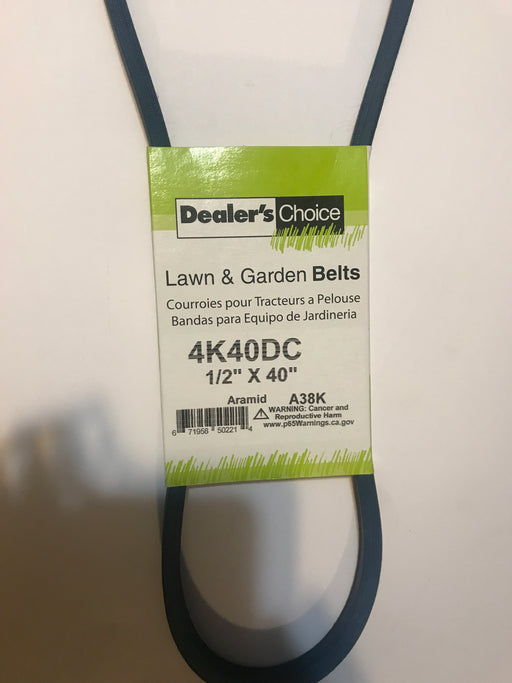 Dealer's Choice
Lawn & Garden Belts
Courroies pour Tracteurs a Pelouse
Bandas para Equipo de Jardineria
4K40DC
1/2" X 40"
Aramid A38K
WARNING: Cancer and
Reproductive Harm
www.p65Warnings.ca.gov
6 71958 50221 4